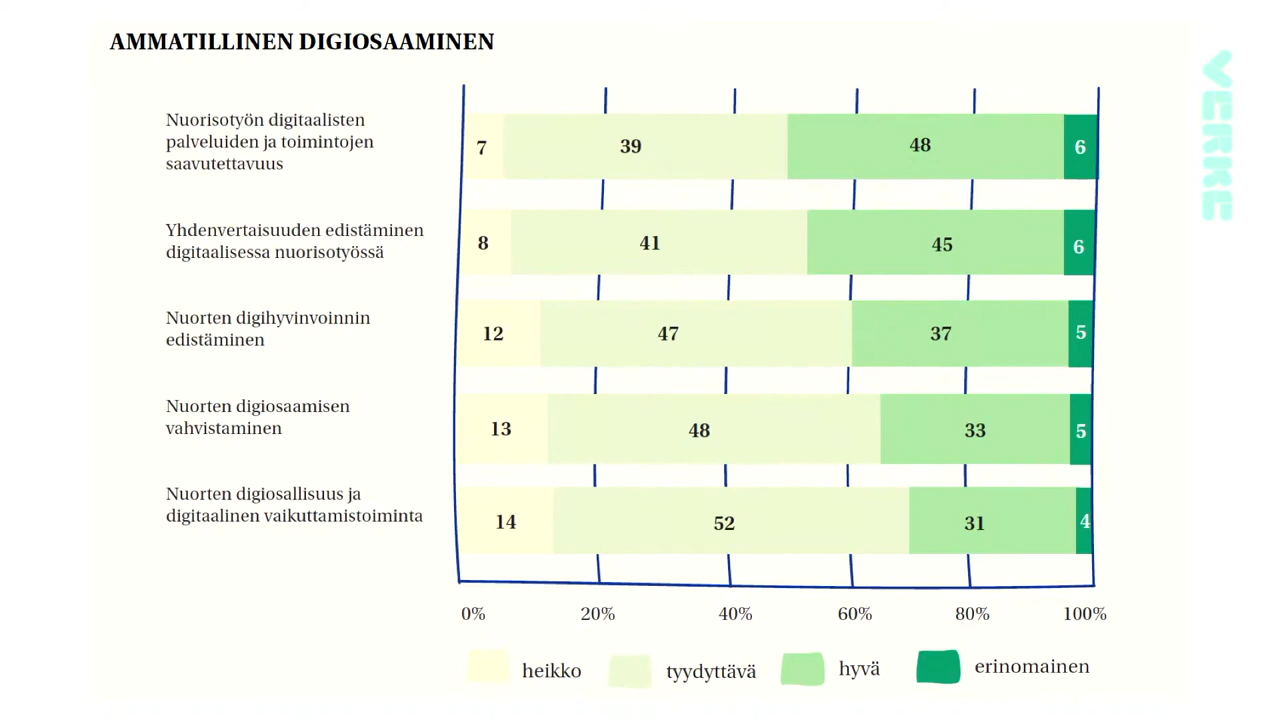 AMMATILLINEN DIGIOSAAMINEN
VERKE
Nuorisotyön digitaalisten
palveluiden ja toimintojen
saavutettavuus
7 39 48 6
Yhdenvertaisuuden edistäminen
digitaalisessa nuorisotyössä
8 41 45 6
Nuorten digihyvinvoinnin
edistäminen
12 47 37 5
Nuorten digiosaamisen
vahvistaminen
13 48 33 5
Nuorten digiosallisuus ja
digitaalinen vaikuttamistoiminta
14 52 31 4
0% 20% 40% 60% 80% 100%
heikko tyydyttävä hyvä erinomainen